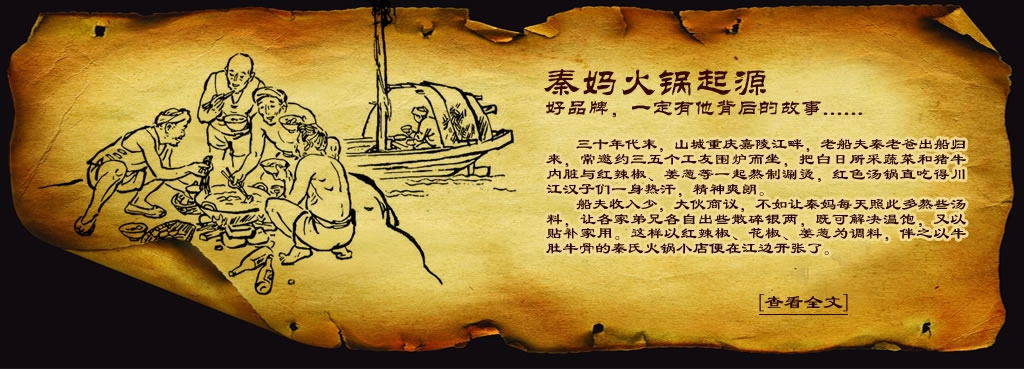 秦妈火锅起源
好品牌，一定有他背后的故事……
三十年代末，山城重庆嘉陵江畔，老船夫秦老爸出船归
来，常邀约三五个工友围炉而坐，把白日所采蔬菜和猪牛
内脏与红辣椒、姜葱等一起熬制涮烫，红色汤锅直吃得川
江汉子们一身热汗，精神爽朗。
船夫收入少，大伙商议，不如让秦妈每天照此多熬些汤
料，让各家弟兄各自出些散碎银两，既可解决温饱，又以
贴补家用。这样以红辣椒、花椒、姜葱为调料，伴之以牛
肚牛骨的秦氏火锅小店便在江边开张了。
[查看全文]